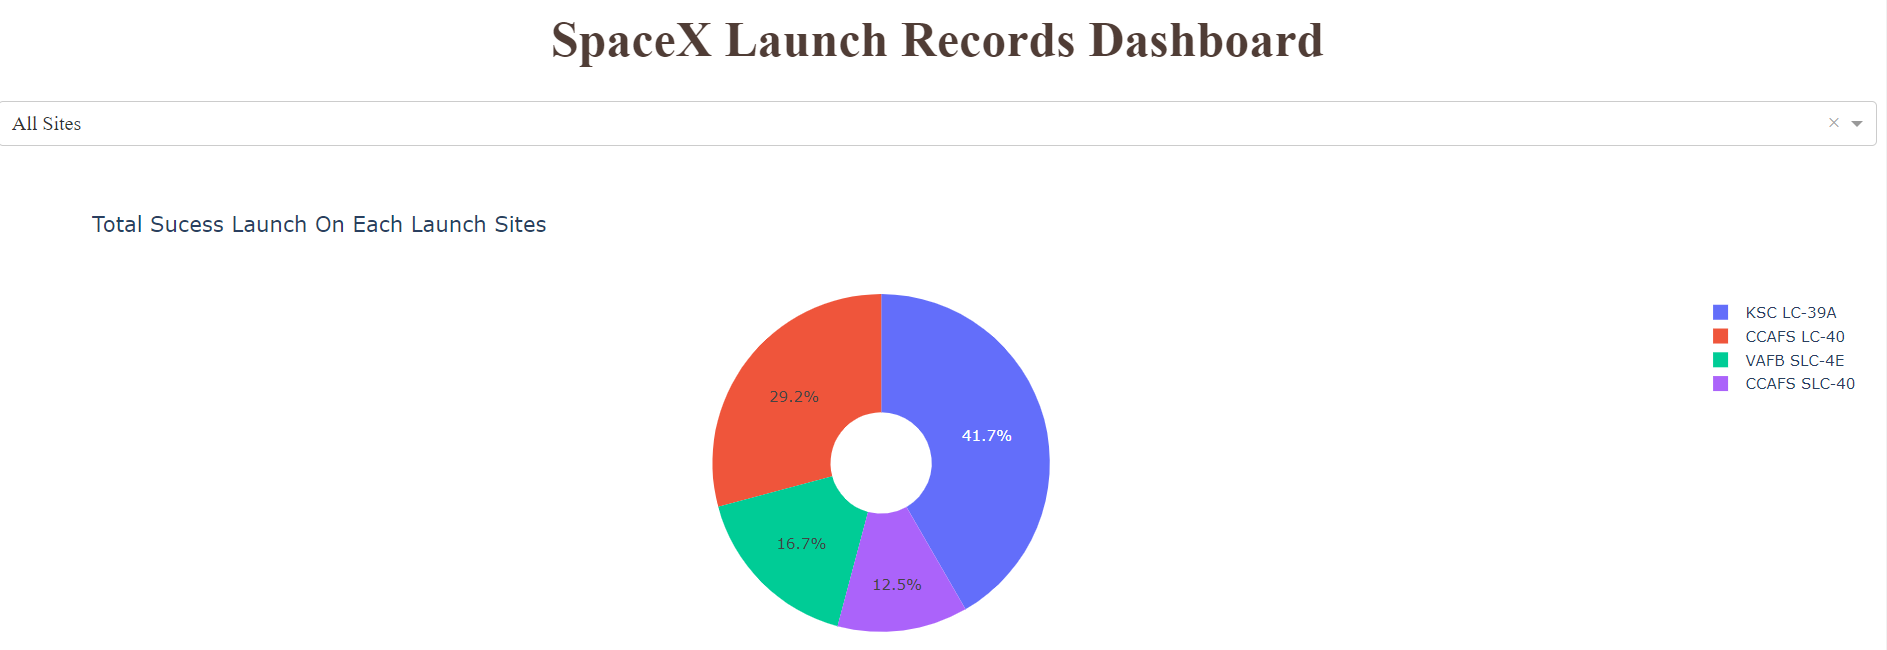 SpaceX Launch Records Dashboard
All Sites
Total Sucess Launch On Each Launch Sites
KSC LC-39A
CCAFS LC-40
VAFB SLC-4E
CCAFS SLC-40
29.2%
41.7%
16.7%
12.5%